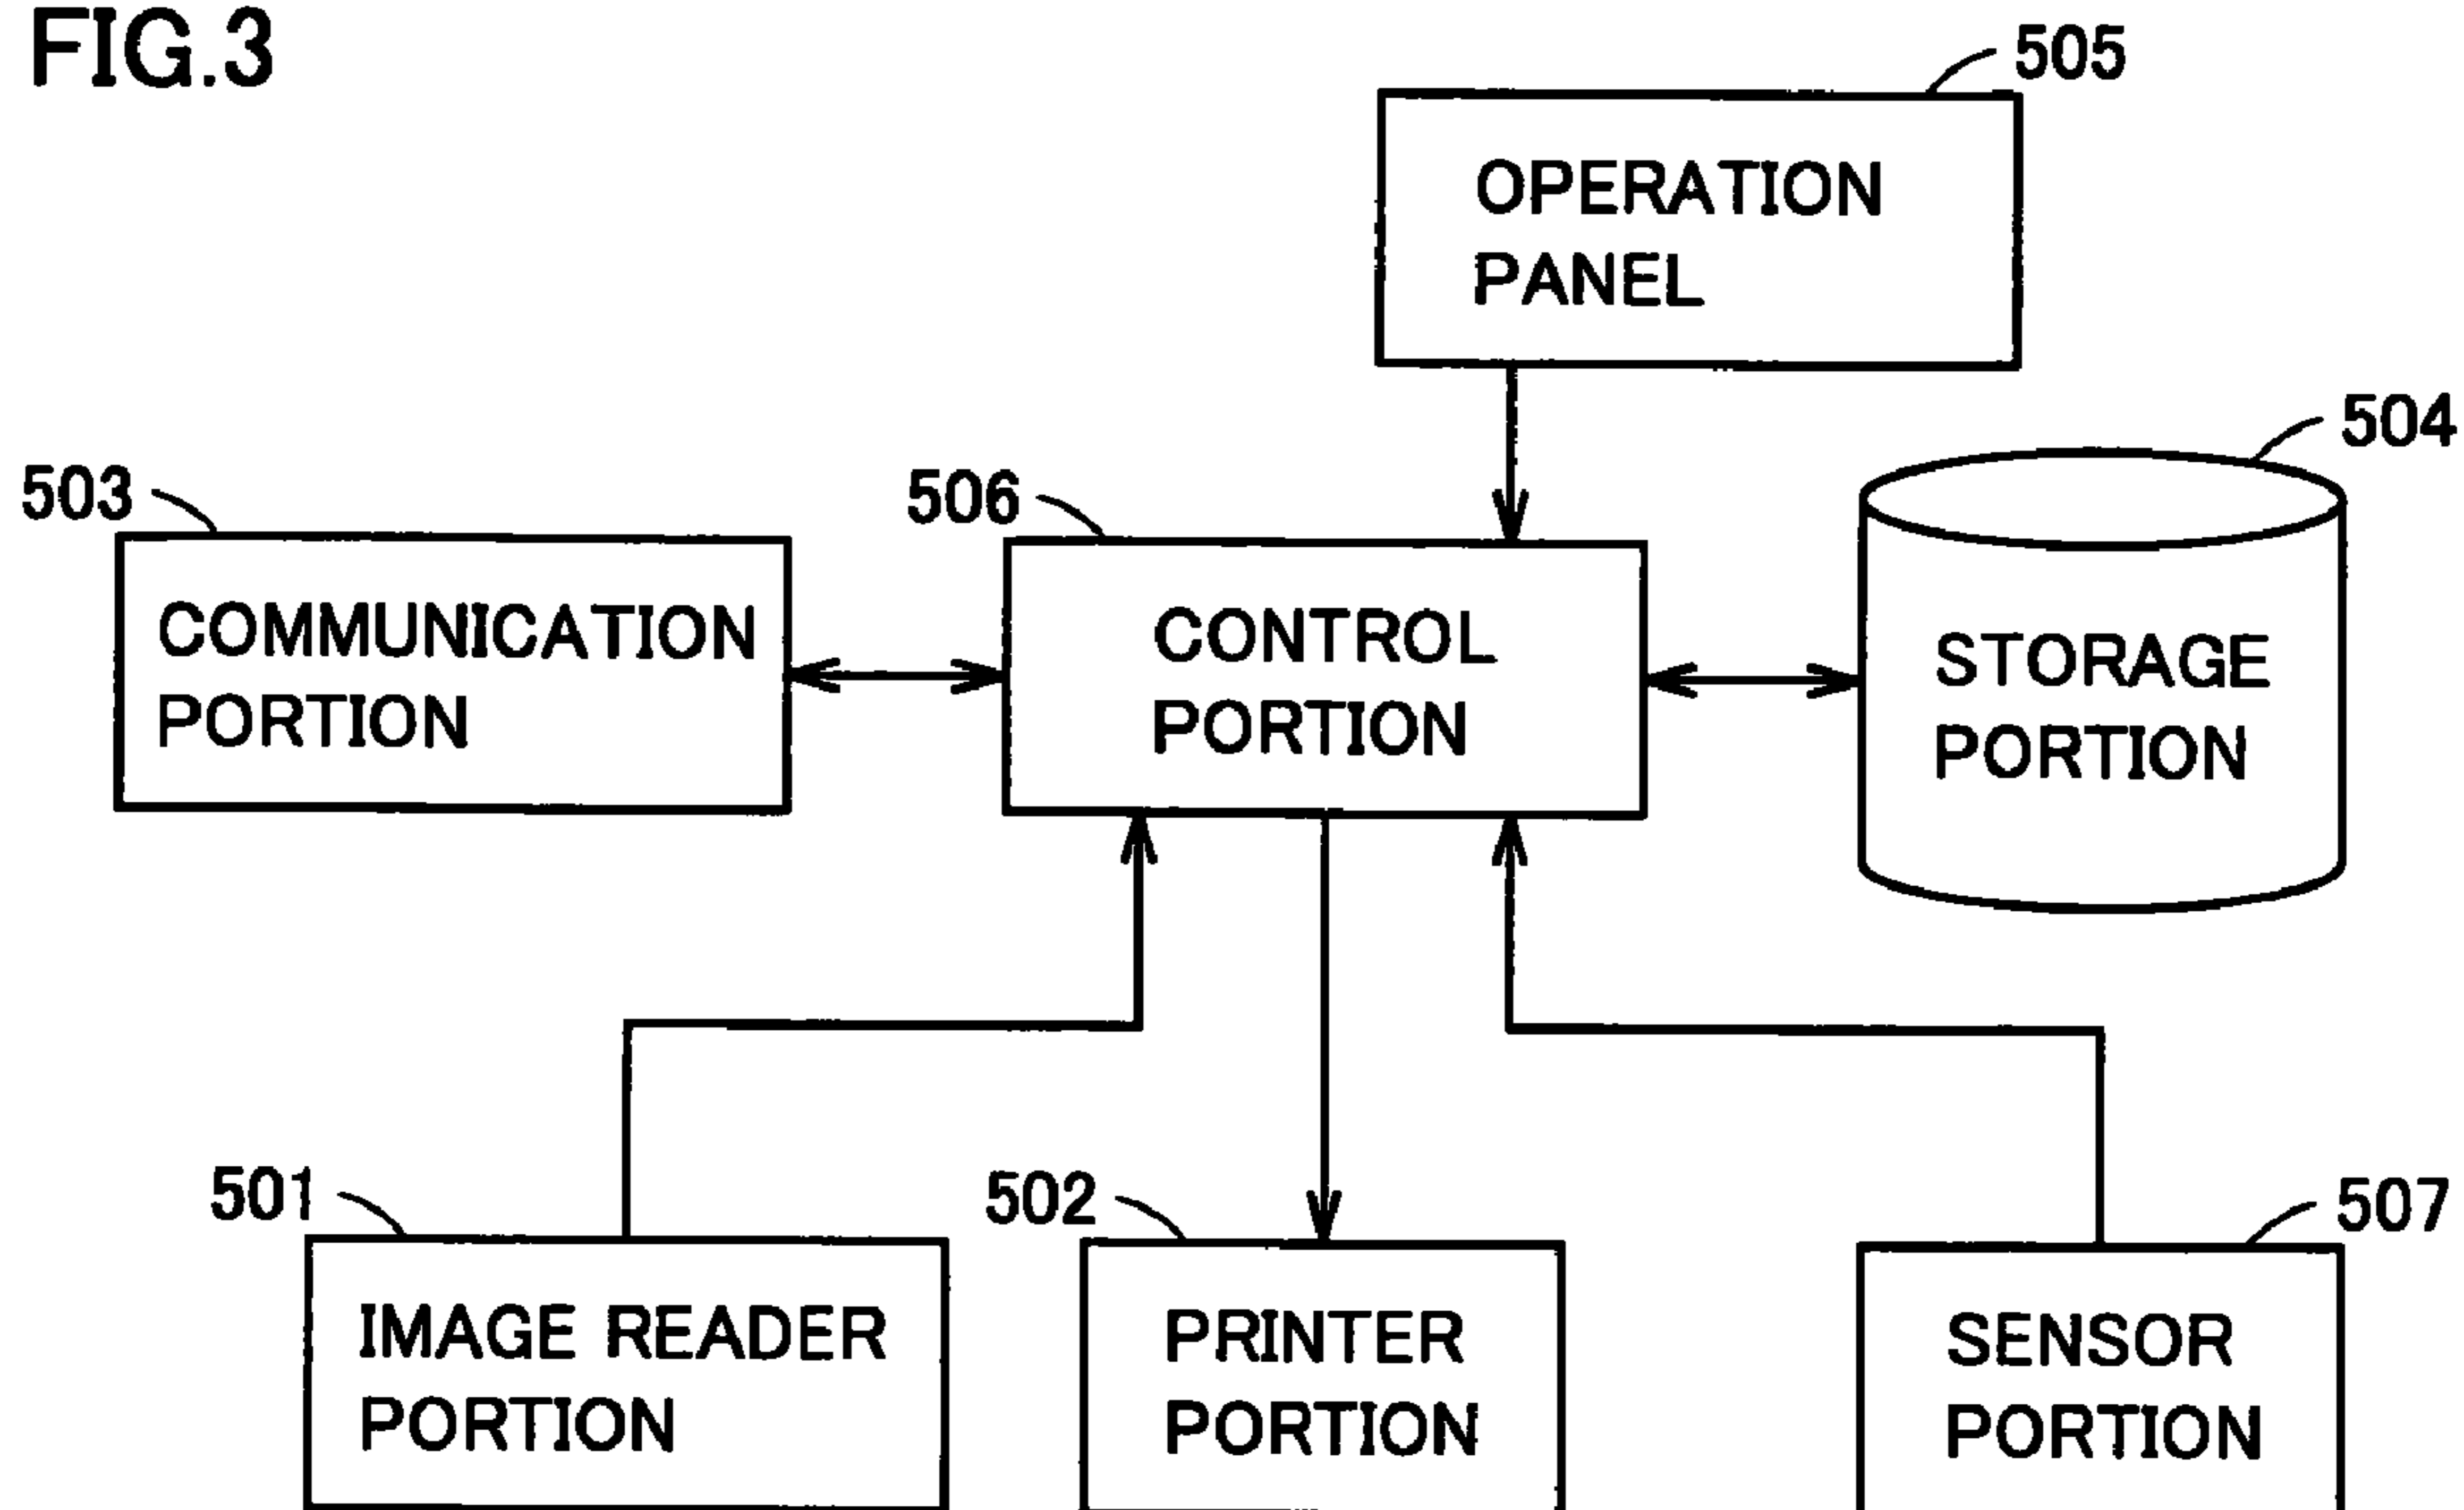 FIG.3
505
OPERATION
PANEL
504
503
506
COMMUNICATION
PORTION
CONTROL
PORTION
STORAGE
PORTION
501
502
507
IMAGE READER
PORTION
PRINTER
PORTION
SENSOR
PORTION